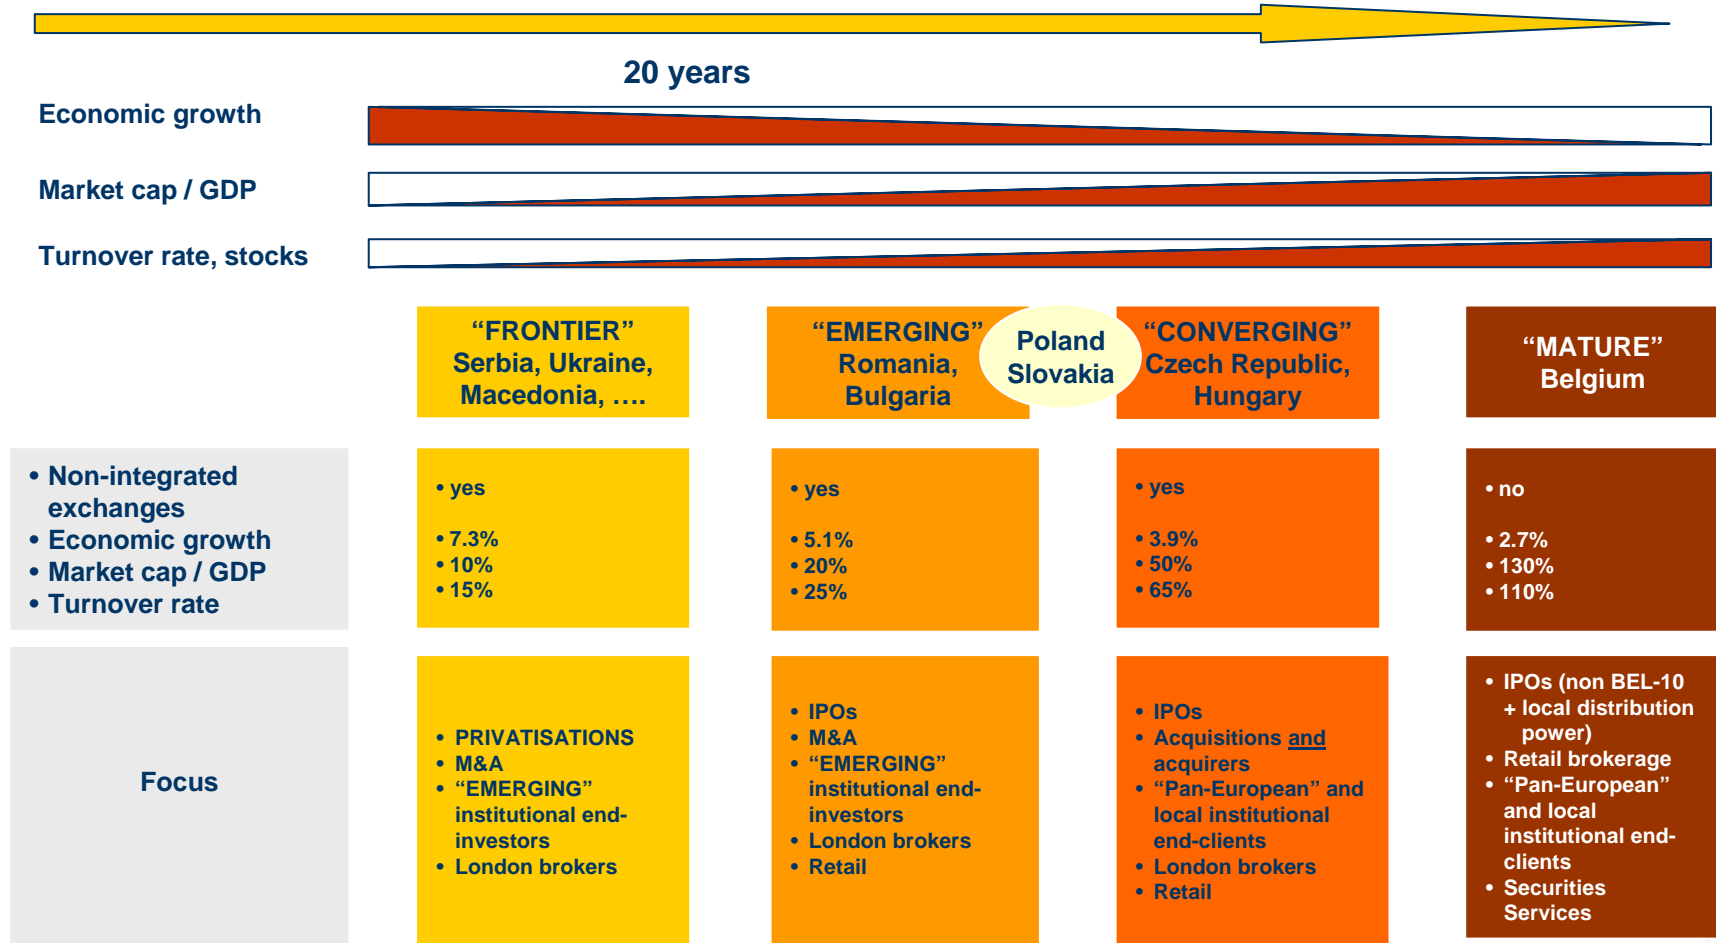 20 years
Economic growth
Market cap / GDP
Turnover rate, stocks
“FRONTIER”
Serbia, Ukraine,
Macedonia, ….
“EMERGING”
Romania,
Bulgaria
Poland
Slovakia
“CONVERGING”
Czech Republic,
Hungary
“MATURE”
Belgium
• Non-integrated
exchanges
• Economic growth
• Market cap / GDP
• Turnover rate
• yes
• 7.3%
• 10%
• 15%
• yes
• 5.1%
• 20%
• 25%
• yes
• 3.9%
• 50%
• 65%
• no
• 2.7%
• 130%
• 110%
Focus
• PRIVATISATIONS
• M&A
• “EMERGING”
institutional end-
investors
• London brokers
• IPOs
• M&A
• “EMERGING”
institutional end-
investors
• London brokers
• Retail
• IPOs
• Acquisitions and
acquirers
• “Pan-European” and
local institutional
end-clients
• London brokers
• Retail
• IPOs (non BEL-10
+ local distribution
power)
• Retail brokerage
• “Pan-European”
and local
institutional end-
clients
• Securities
Services